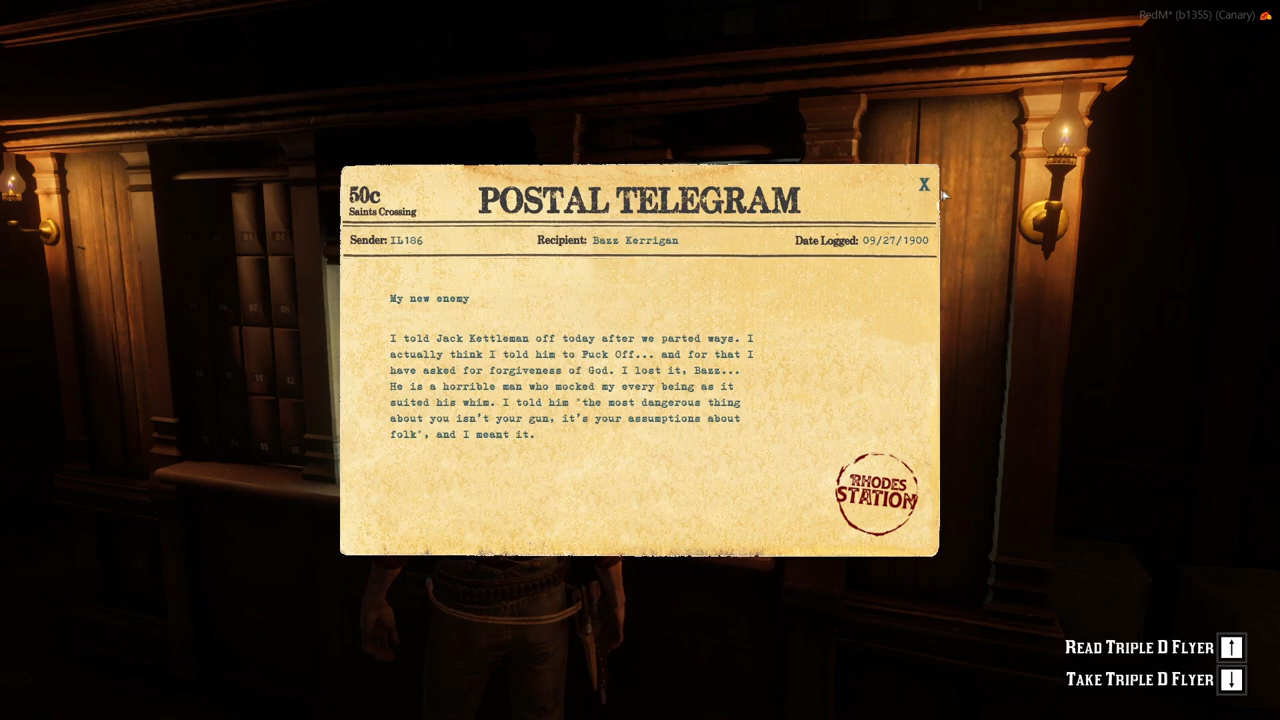 RedM* (b1355) (Canary)
50c
Saints Crossing
POSTAL TELEGRAM
X
Sender: IL186
Recipient: Bazz Kerrigan
Date Logged: 09/27/1900
My new enemy
I told Jack Kettleman off today after we parted ways. I
actually think I told him to Fuck Off... and for that I
have asked for forgiveness of God. I lost it, Bazz...
He is a horrible man who mocked my every being as it
suited his whim. I told him "the most dangerous thing
about you isn't your gun, it's your assumptions about
folk", and I meant it.
RHODES
STATION
READ TRIPLE D FLYER ↑
TAKE TRIPLE D FLYER ↓